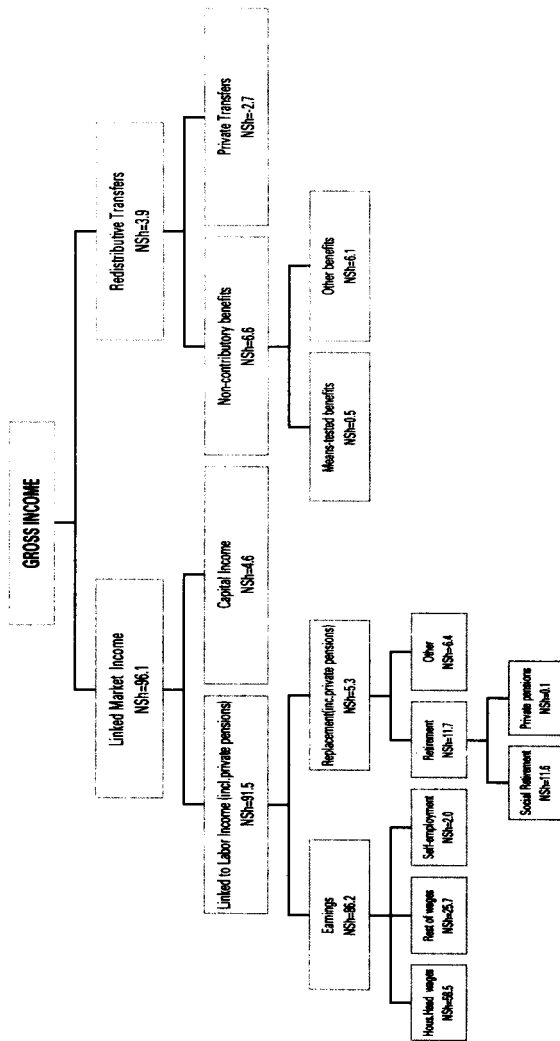 GROSS INCOME
Linked Market Income
NSh=96.1
Redistributive Transfers
NSh=3.9
Linked to Labor Income (incl.private pensions)
NSh=91.5
Capital Income
NSh=4.6
Non-contributory benefits
NSh=6.6
Private Transfers
NSh=-2.7
Earnings
NSh=86.2
Replacement(inc.private pensions)
NSh=5.3
Means-tested benefits
NSh=0.5
Other benefits
NSh=6.1
Hous.Head wages
NSh=58.5
Rest of wages
NSh=25.7
Self-employment
NSh=2.0
Retirement
NSh=11.7
Other
NSh=-6.4
Social Retirement
NSh=11.6
Private pensions
NSh=0.1